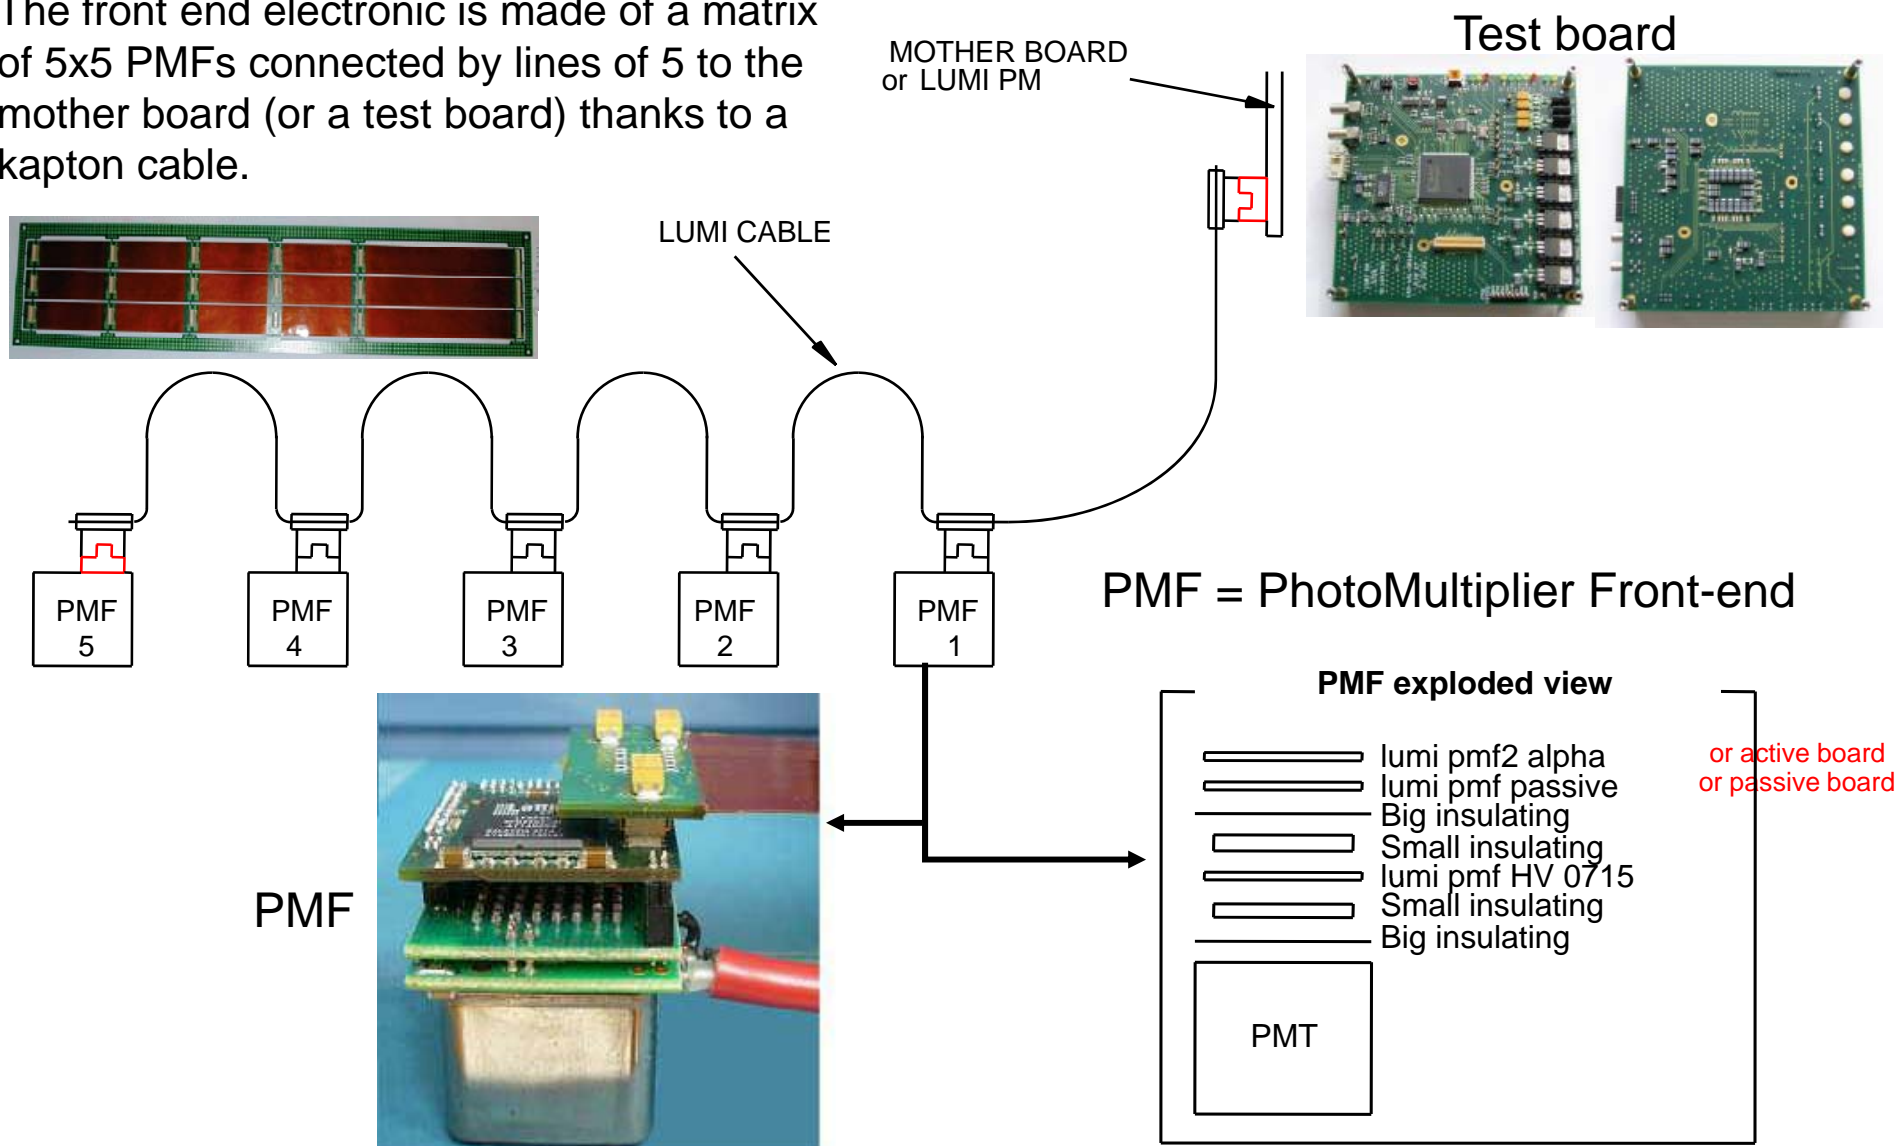 The front end electronic is made of a matrix
of 5x5 PMFs connected by lines of 5 to the
mother board (or a test board) thanks to a
kapton cable.
MOTHER BOARD
or LUMI PM
Test board
LUMI CABLE
PMF
5
PMF
4
PMF
3
PMF
2
PMF
1
PMF = PhotoMultiplier Front-end
PMF exploded view
lumi pmf2 alpha
or active board
lumi pmf passive
or passive board
Big insulating
Small insulating
lumi pmf HV 0715
Small insulating
Big insulating
PMT
PMF